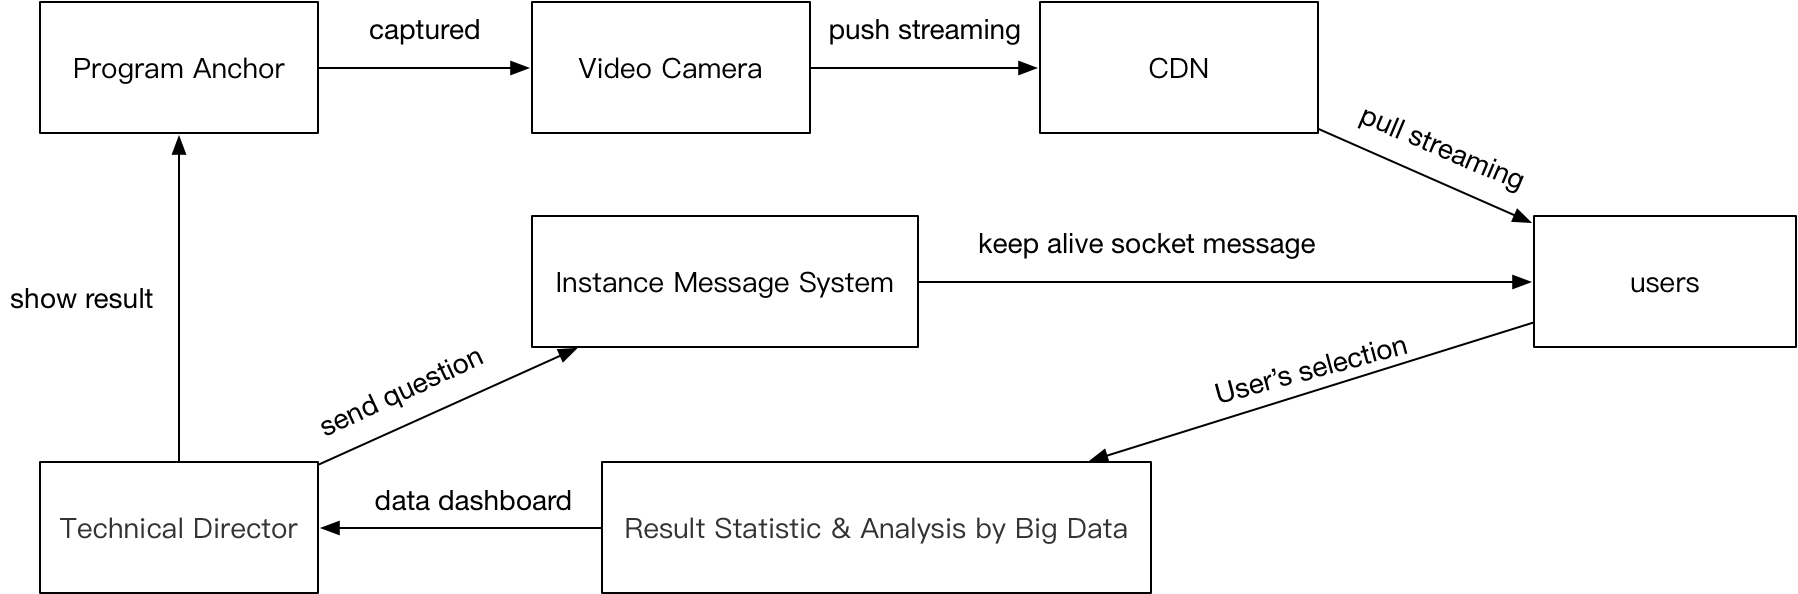 captured
push streaming
Program Anchor
Video Camera
CDN
pull streaming
keep alive socket message
Instance Message System
users
show result
send question
User’s selection
data dashboard
Technical Director
Result Statistic & Analysis by Big Data